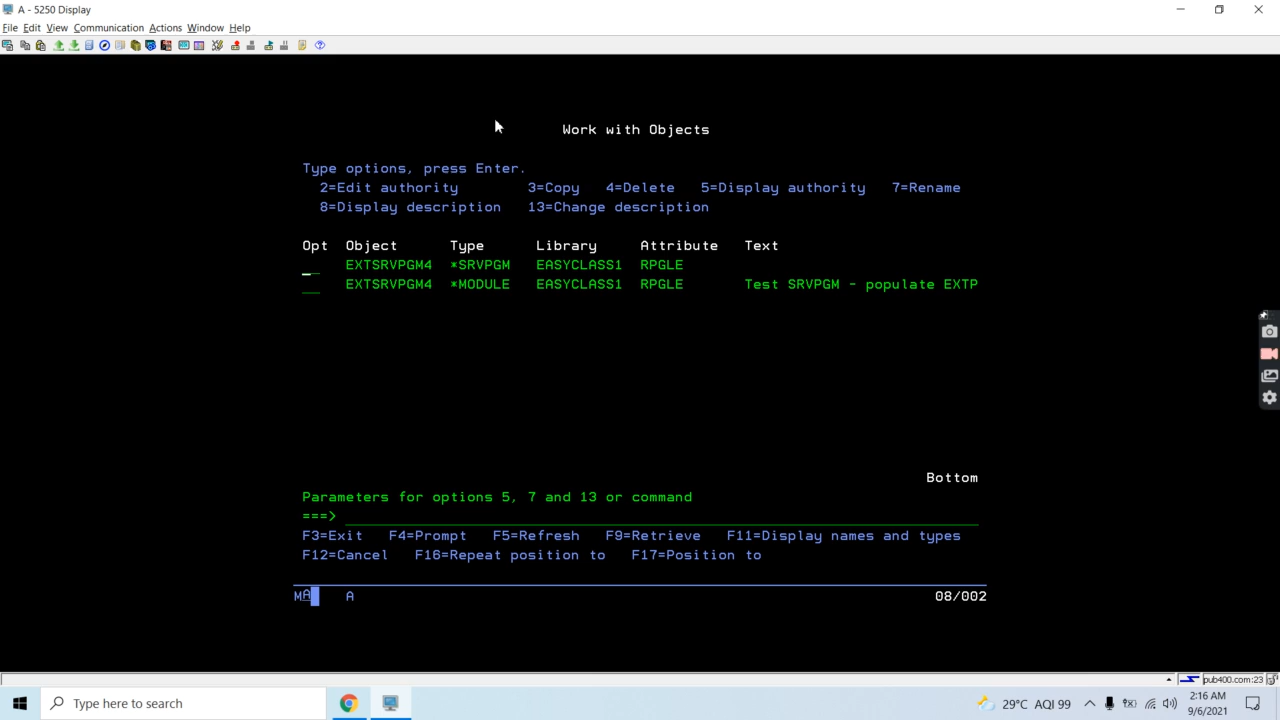 A - 5250 Display
File Edit View Communication Actions Window Help
Work with Objects
Type options, press Enter.
2=Edit authority 3=Copy 4=Delete 5=Display authority 7=Rename
8=Display description 13=Change description
Opt Object Type Library Attribute Text
EXTSRVPGM4 *SRVPGM EASYCLASS1 RPGLE
EXTSRVPGM4 *MODULE EASYCLASS1 RPGLE Test SRVPGM - populate EXTP
Bottom
Parameters for options 5, 7 and 13 or command
===>
F3=Exit F4=Prompt F5=Refresh F9=Retrieve F11=Display names and types
F12=Cancel F16=Repeat position to F17=Position to
MA A 08/002
pub400.com:23
Type here to search
29°C AQI 99
2:16 AM
9/6/2021